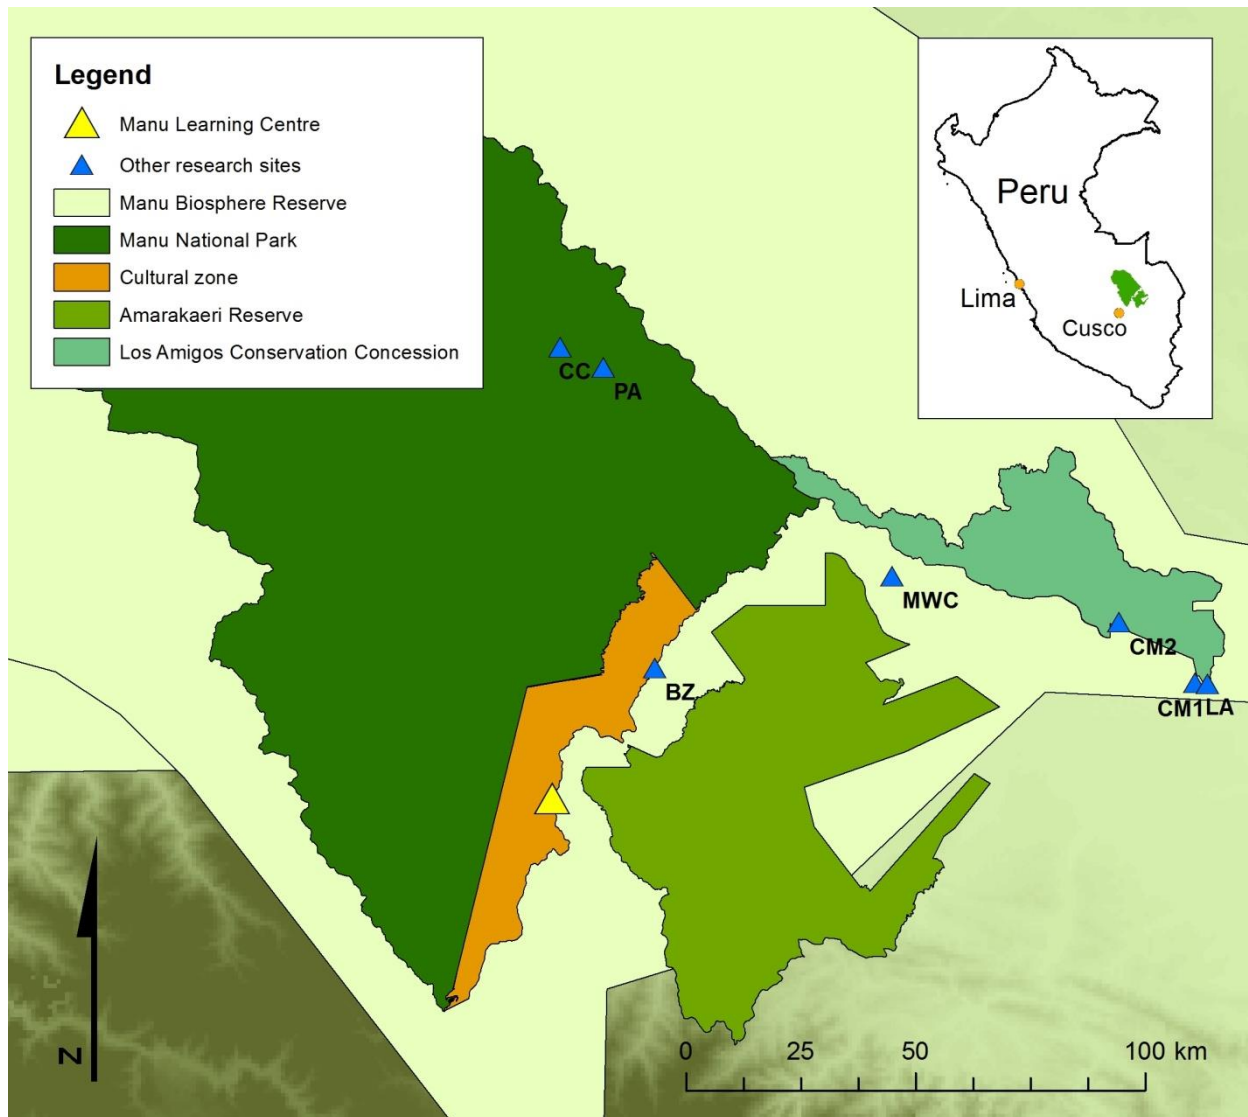 Legend
Manu Learning Centre
Other research sites
Manu Biosphere Reserve
Manu National Park
Cultural zone
Amarakaeri Reserve
Los Amigos Conservation Concession
Peru
Lima
Cusco
CC
PA
MWC
CM2
BZ
CM1
LA
N
0 25 50 100 km